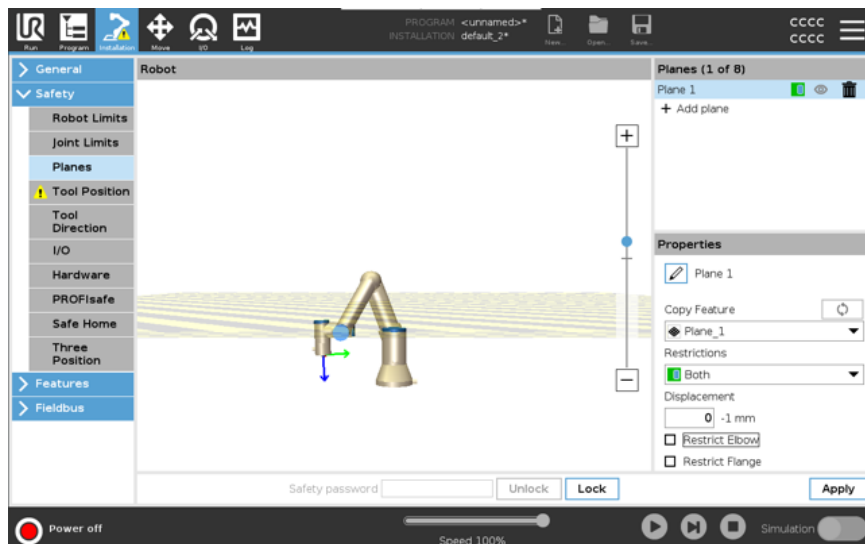 PROGRAM <unnamed>*
INSTALLATION default_2*
CCCC
CCCC
Run Program Installation Move I/O Log New... Open... Save...
General
Safety
Robot Limits
Joint Limits
Planes
Tool Position
Tool
Direction
I/O
Hardware
PROFIsafe
Safe Home
Three
Position
Features
Fieldbus
Robot
Planes (1 of 8)
Plane 1
+ Add plane
Properties
Plane 1
Copy Feature
Plane_1
Restrictions
Both
Displacement
0 -1 mm
Restrict Elbow
Restrict Flange
Safety password Unlock Lock
Apply
Power off
Speed 100%
Simulation